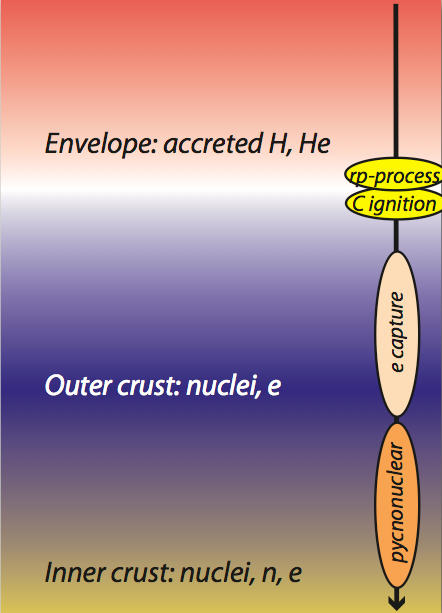 Envelope: accreted H, He
rp-process
C ignition
e capture
Outer crust: nuclei, e
pycnonuclear
Inner crust: nuclei, n, e